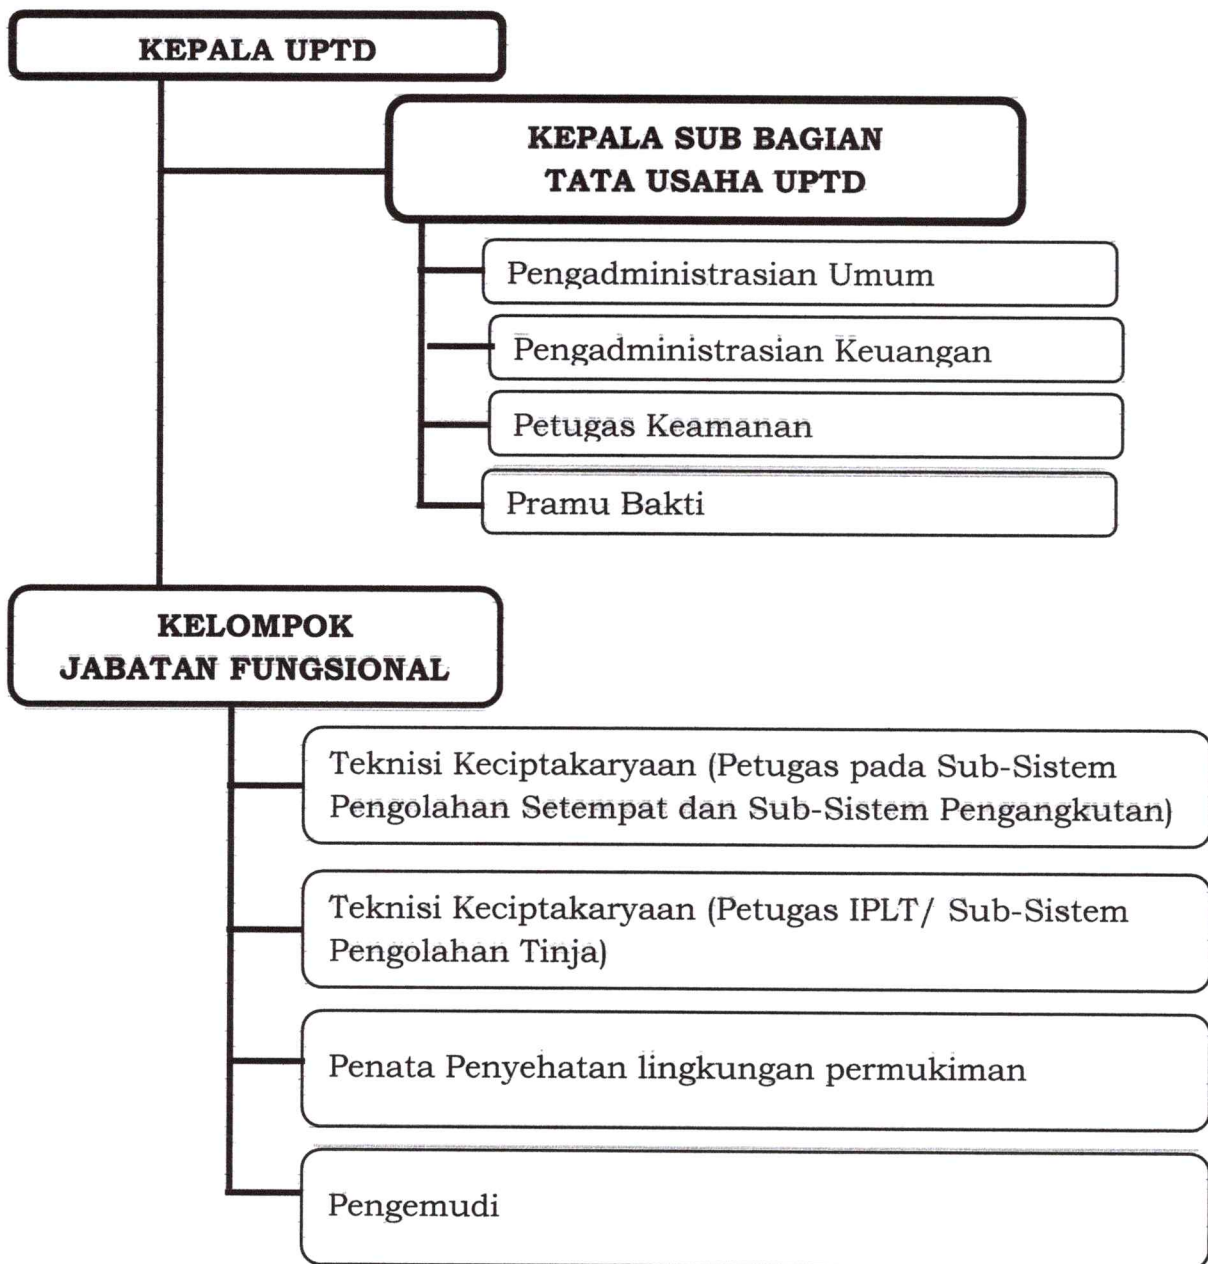 KEPALA UPTD
KEPALA SUB BAGIAN
TATA USAHA UPTD
Pengadministrasian Umum
Pengadministrasian Keuangan
Petugas Keamanan
Pramu Bakti
KELOMPOK
JABATAN FUNGSIONAL
Teknisi Keciptakaryaan (Petugas pada Sub-Sistem
Pengolahan Setempat dan Sub-Sistem Pengangkutan)
Teknisi Keciptakaryaan (Petugas IPLT/ Sub-Sistem
Pengolahan Tinja)
Penata Penyehatan lingkungan permukiman
Pengemudi